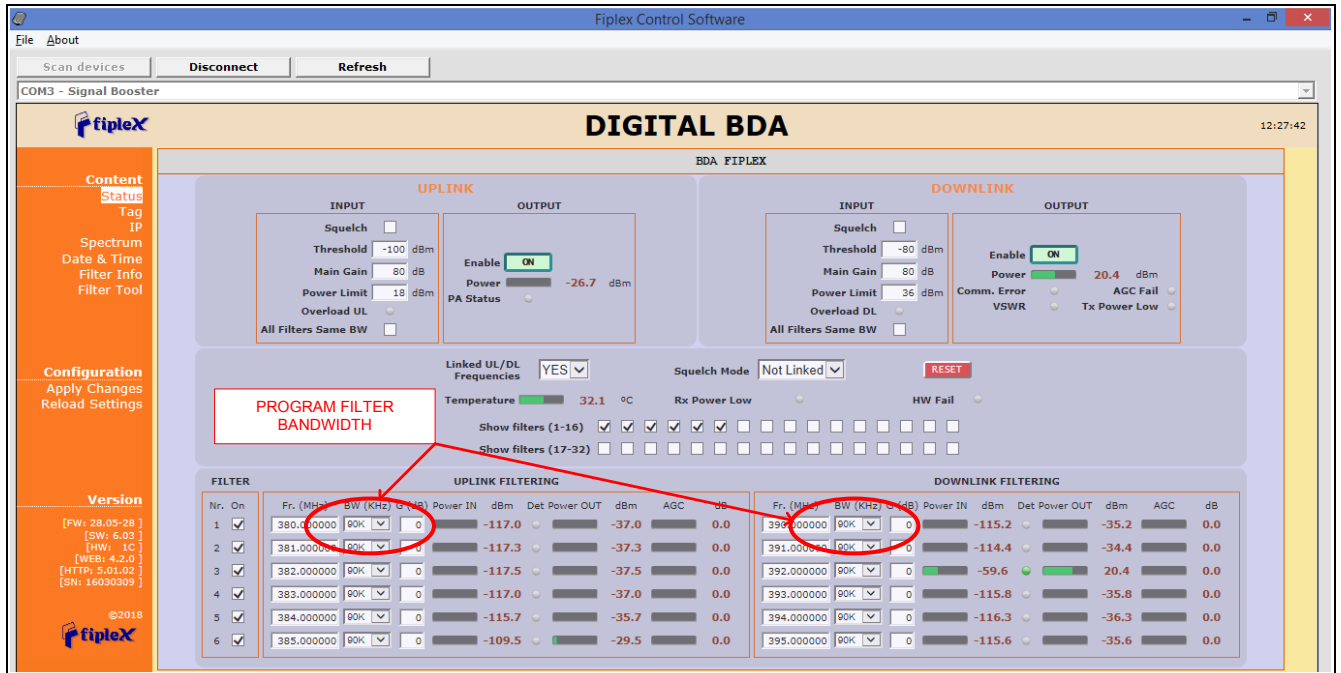 Fiplex Control Software
File About
Scan devices Disconnect Refresh
COM3 - Signal Booster
fipleX DIGITAL BDA 12:27:42
BDA FIPLEX
Content
Status
Tag
IP
Spectrum
Date & Time
Filter Info
Filter Tool
Configuration
Apply Changes
Reload Settings
Version
[FW: 28.05-28 ]
[SW: 6.03 ]
[HW: 1C ]
[WEB: 4.2.0 ]
[HTTP: 5.01.02 ]
[SN: 16030309 ]
©2018
fipleX
UPLINK
INPUT OUTPUT
Squelch
Threshold -100 dBm
Main Gain 80 dB
Power Limit 18 dBm
Overload UL
All Filters Same BW
Enable ON
Power -26.7 dBm
PA Status
DOWNLINK
INPUT OUTPUT
Squelch
Threshold -80 dBm
Main Gain 80 dB
Power Limit 36 dBm
Overload DL
All Filters Same BW
Enable ON
Power 20.4 dBm
Comm. Error AGC Fail
VSWR Tx Power Low
Linked UL/DL
Frequencies YES Squelch Mode Not Linked RESET
Temperature 32.1 ºC Rx Power Low HW Fail
Show filters (1-16)
Show filters (17-32)
PROGRAM FILTER
BANDWIDTH
FILTER UPLINK FILTERING DOWNLINK FILTERING
Nr. On Fr. (MHz) BW (KHz) G (dB) Power IN dBm Det Power OUT dBm AGC dB Fr. (MHz) BW (KHz) G (dB) Power IN dBm Det Power OUT dBm AGC dB
1 380.000000 90K 0 -117.0 -37.0 0.0 390.000000 90K 0 -115.2 -35.2 0.0
2 381.000000 90K 0 -117.3 -37.3 0.0 391.000000 90K 0 -114.4 -34.4 0.0
3 382.000000 90K 0 -117.5 -37.5 0.0 392.000000 90K 0 -59.6 20.4 0.0
4 383.000000 90K 0 -117.0 -37.0 0.0 393.000000 90K 0 -115.8 -35.8 0.0
5 384.000000 90K 0 -115.7 -35.7 0.0 394.000000 90K 0 -116.3 -36.3 0.0
6 385.000000 90K 0 -109.5 -29.5 0.0 395.000000 90K 0 -115.6 -35.6 0.0